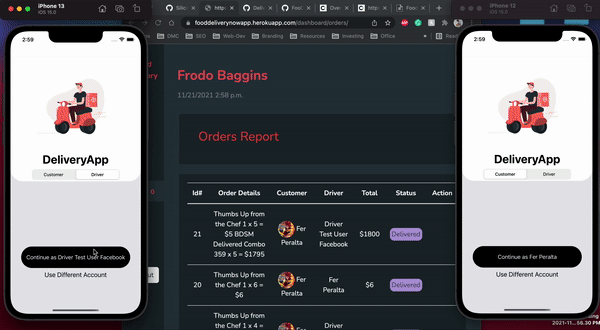 iPhone 13
iOS 15.0
2:59
DeliveryApp
Customer
Driver
Continue as Driver Test User Facebook
Use Different Account
Silic
http
Deli
Foo
Ove
http
Food
fooddeliverynowapp.herokuapp.com/dashboard/orders/
DMC
SEO
Resources
Web-Dev
Investing
Office
Frodo Baggins
11/21/2021 2:58 p.m.
Orders Report
Id#
Order Details
Customer
Driver
Total
Status
Action
21
Thumbs Up from
the Chef 1 x 5 =
$5 BDSM
Delivered Combo
359 x 5 = $1795
Fer
Peralta
Driver
Test User
Facebook
$1800
Delivered
20
Thumbs Up from
the Chef 1 x 6 =
$6
Fer
Peralta
Fer
Peralta
$6
Delivered
Thumbs Up from
the Chef 1 x 4 =
Driver
iPhone 12
iOS 15.0
2:59
DeliveryApp
Customer
Driver
Continue as Fer Peralta
Use Different Account
2021-11...56.30 PM